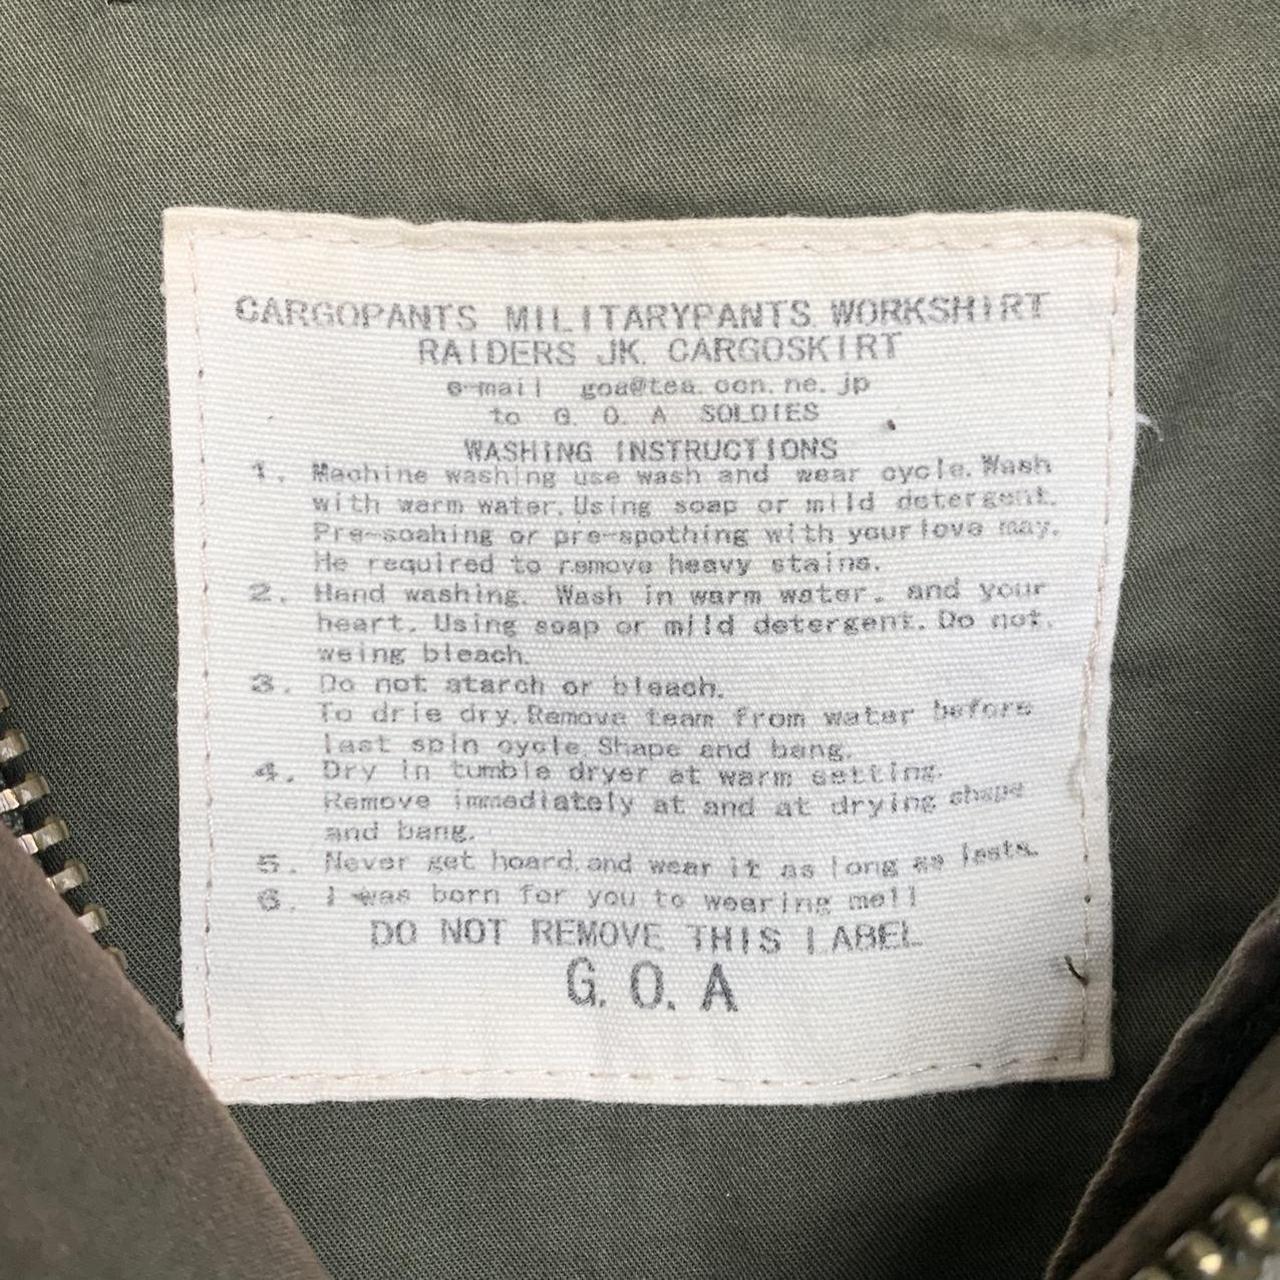 CARGOPANTS MILITARYPANTS. WORKSHIRT
RAIDERS JK. CARGOSKIRT
e-mail goa@tea.ocn.ne.jp
to G. O. A SOLDIES
WASHING INSTRUCTIONS
1. Machine washing use wash and wear cycle. Wash
with warm water. Using soap or mild detergent.
Pre-soahing or pre-spothing with your love may.
He required to remove heavy stains.
2. Hand washing. Wash in warm water. and your
heart. Using soap or mild detergent. Do not.
weing bleach.
3. Do not atarch or bleach.
To drie dry. Remove team from water before
last spin cycle. Shape and bang.
4. Dry in tumble dryer at warm setting.
Remove immediately at and at drying shape
and bang.
5. Never get hoard. and wear it as long as lasts.
6. I was born for you to wearing me!!
DO NOT REMOVE THIS LABEL
G. O. A